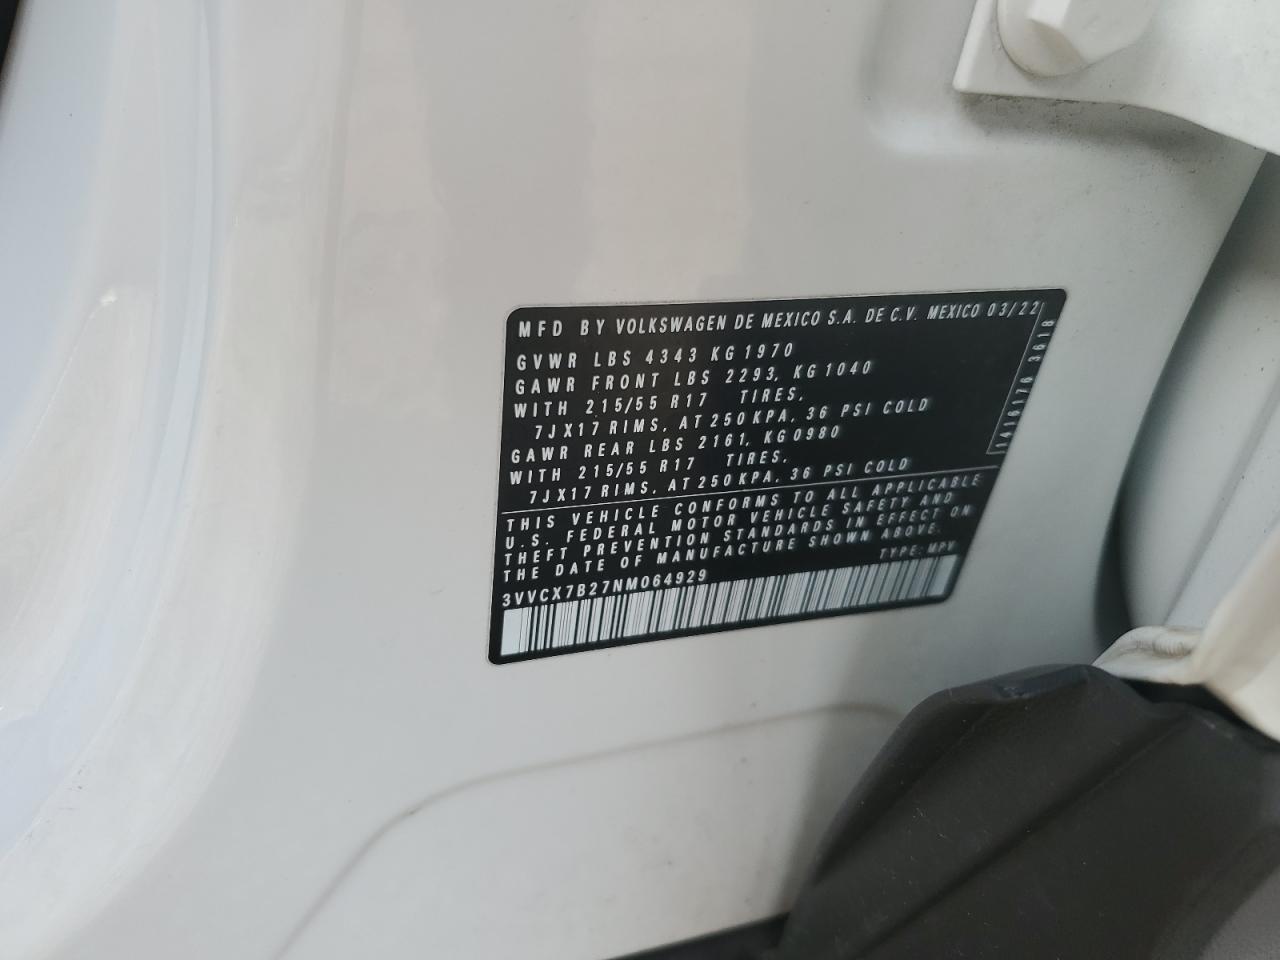 MFD BY VOLKSWAGEN DE MEXICO S.A. DE C.V. MEXICO 03/22
GVWR LBS 4343 KG 1970
GAWR FRONT LBS 2293, KG 1040
WITH 215/55 R17 TIRES,
7JX17 RIMS, AT 250 KPA, 36 PSI COLD
GAWR REAR LBS 2161, KG 0980
WITH 215/55 R17 TIRES,
7JX17 RIMS, AT 250 KPA, 36 PSI COLD
1416176 3618
THIS VEHICLE CONFORMS TO ALL APPLICABLE
U.S. FEDERAL MOTOR VEHICLE SAFETY AND
THEFT PREVENTION STANDARDS IN EFFECT ON
THE DATE OF MANUFACTURE SHOWN ABOVE.
TYPE: MPV
3VVCX7B27NM064929